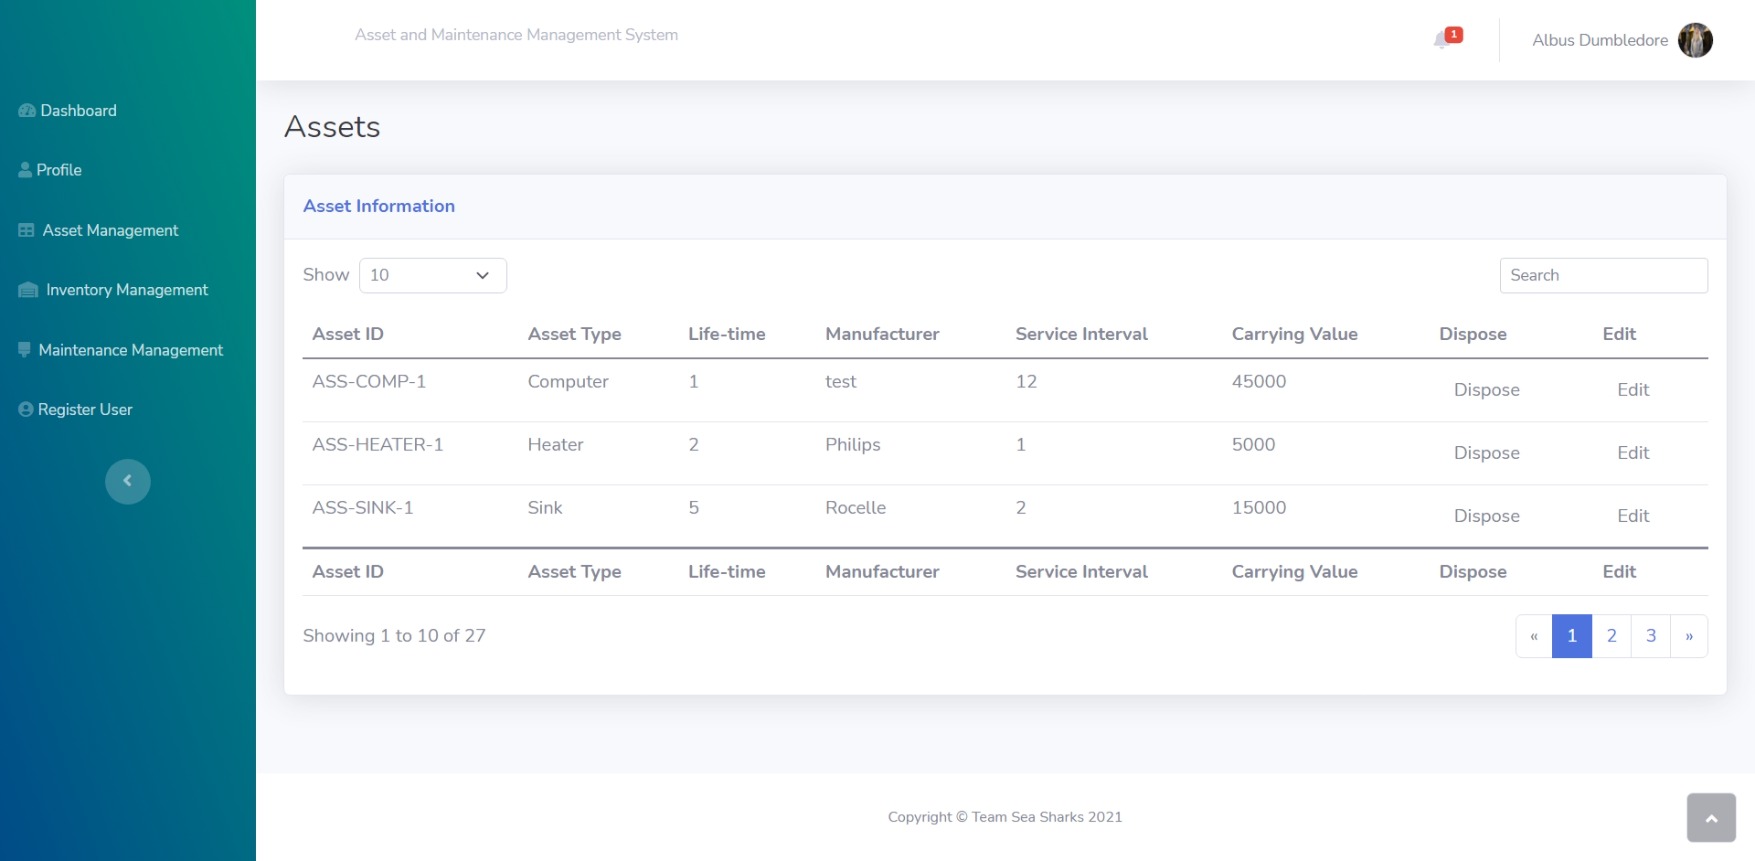 Asset and Maintenance Management System
1
Albus Dumbledore
Dashboard
Profile
Asset Management
Inventory Management
Maintenance Management
Register User
Assets
Asset Information
Show 10
Search
Asset ID Asset Type Life-time Manufacturer Service Interval Carrying Value Dispose Edit
ASS-COMP-1 Computer 1 test 12 45000 Dispose Edit
ASS-HEATER-1 Heater 2 Philips 1 5000 Dispose Edit
ASS-SINK-1 Sink 5 Rocelle 2 15000 Dispose Edit
Asset ID Asset Type Life-time Manufacturer Service Interval Carrying Value Dispose Edit
Showing 1 to 10 of 27
« 1 2 3 »
Copyright © Team Sea Sharks 2021